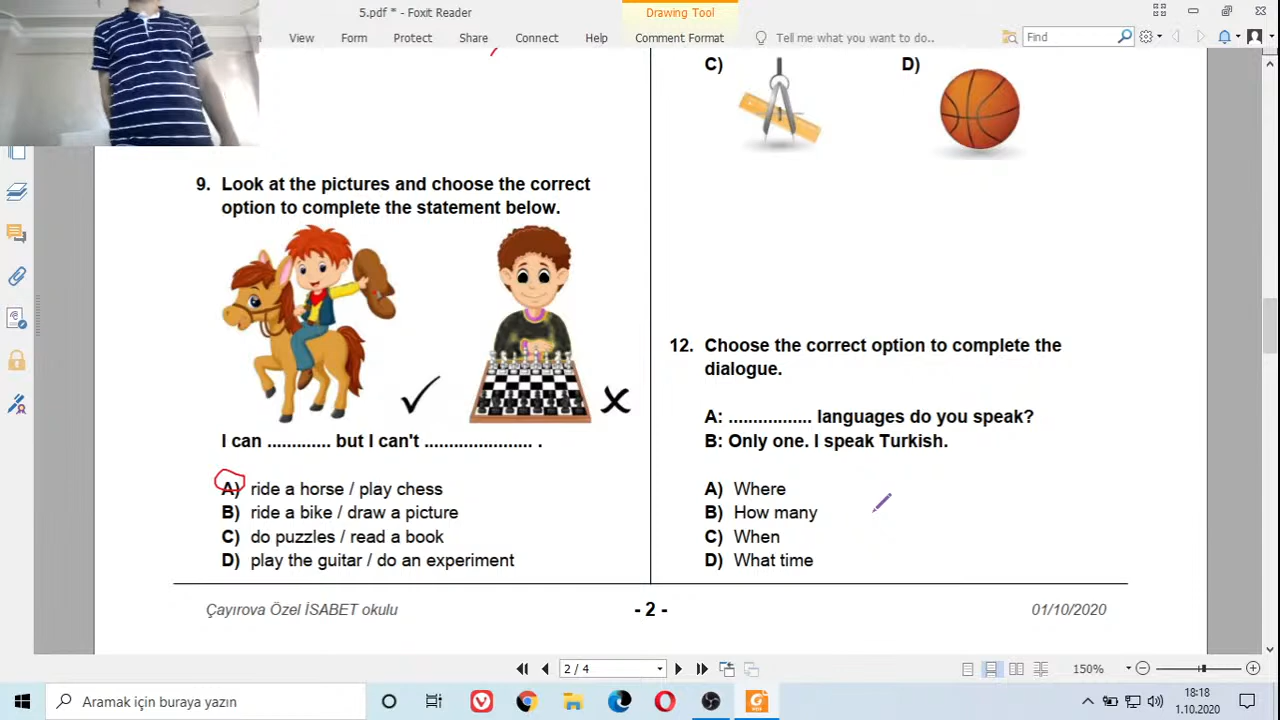 5.pdf * - Foxit Reader
Drawing Tool
View Form Protect Share Connect Help Comment Format Tell me what you want to do.. Find
9. Look at the pictures and choose the correct
option to complete the statement below.
I can ............. but I can't ...................... .
A) ride a horse / play chess
B) ride a bike / draw a picture
C) do puzzles / read a book
D) play the guitar / do an experiment
C)
D)
12. Choose the correct option to complete the
dialogue.
A: ................. languages do you speak?
B: Only one. I speak Turkish.
A) Where
B) How many
C) When
D) What time
Çayırova Özel İSABET okulu
- 2 -
01/10/2020
2 / 4
150%
Aramak için buraya yazın
18:18
1.10.2020